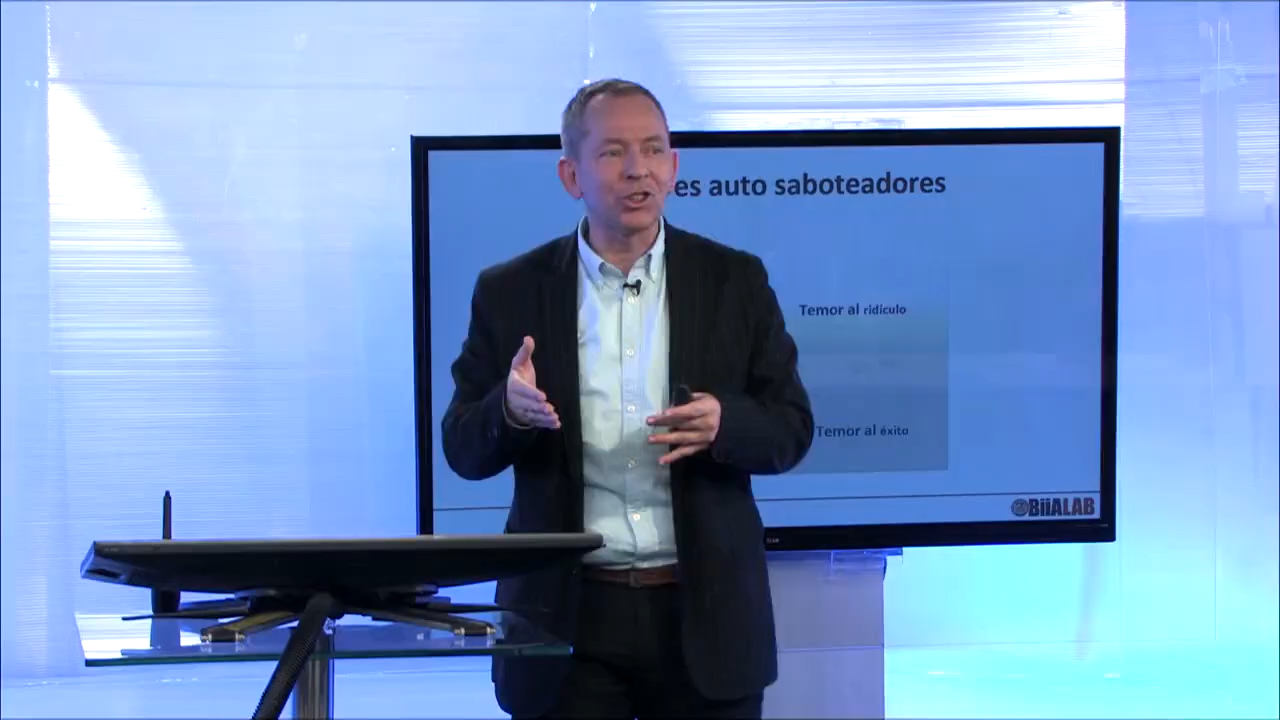 es auto saboteadores
Temor al ridículo
Temor al éxito
BiiALAB